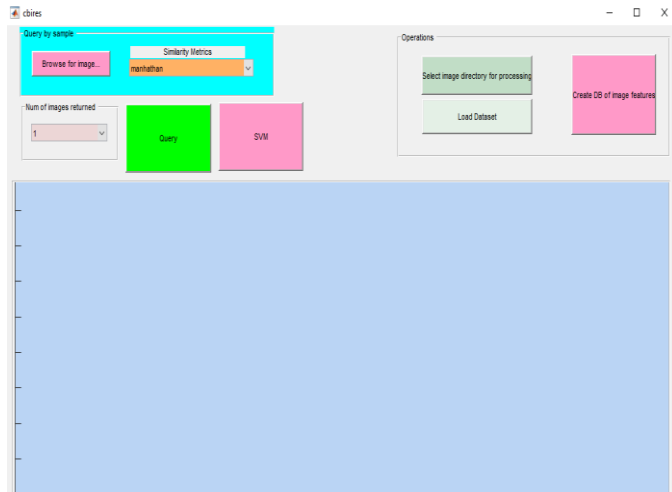 cbires
Query by sample
Browse for image...
Similarity Metrics
manhathan
Num of images returned
1
Query
SVM
Operations
Select image directory for processing
Load Dataset
Create DB of image features